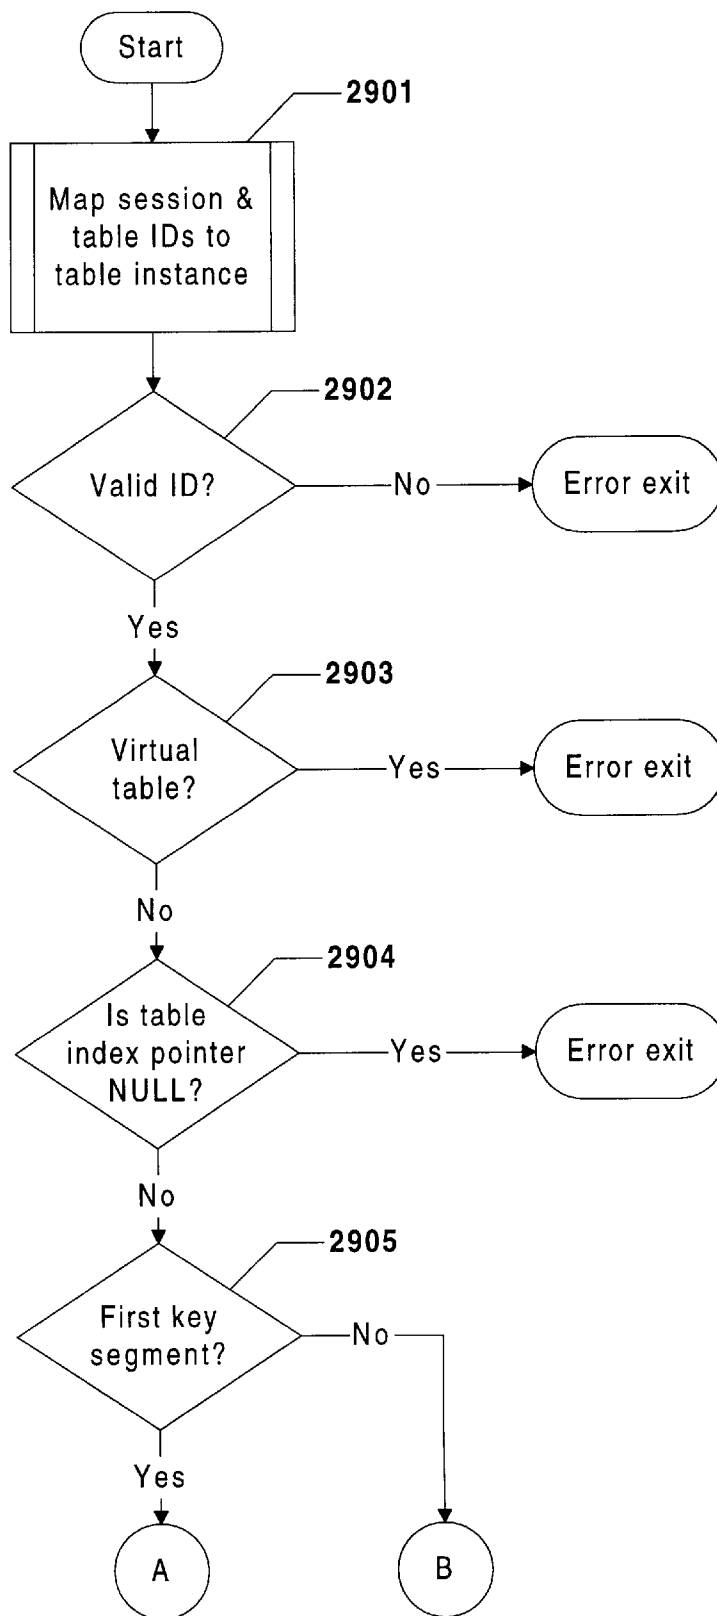 Start
2901
Map session &
table IDs to
table instance
2902
Valid ID?
No
Error exit
Yes
2903
Virtual
table?
Yes
Error exit
No
2904
Is table
index pointer
NULL?
Yes
Error exit
No
2905
First key
segment?
No
Yes
A
B